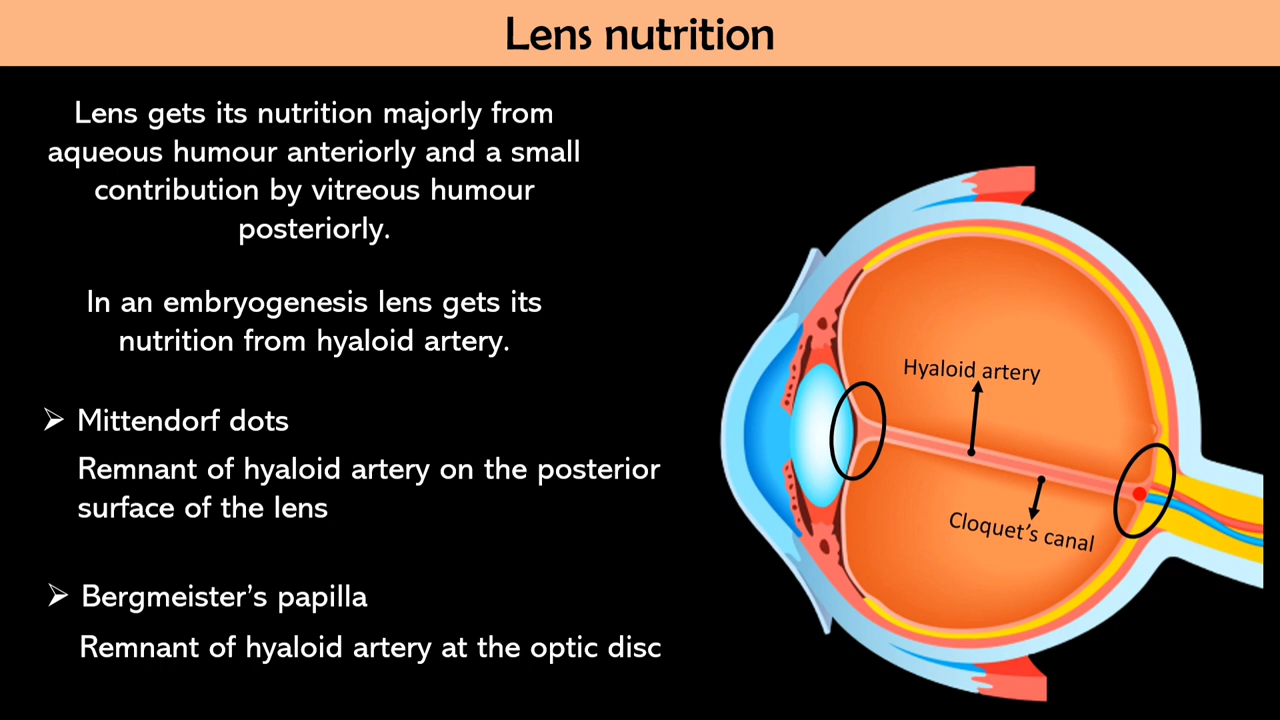 Lens nutrition
Lens gets its nutrition majorly from
aqueous humour anteriorly and a small
contribution by vitreous humour
posteriorly.
In an embryogenesis lens gets its
nutrition from hyaloid artery.
Mittendorf dots
Remnant of hyaloid artery on the posterior
surface of the lens
Bergmeister’s papilla
Remnant of hyaloid artery at the optic disc
Hyaloid artery
Cloquet’s canal